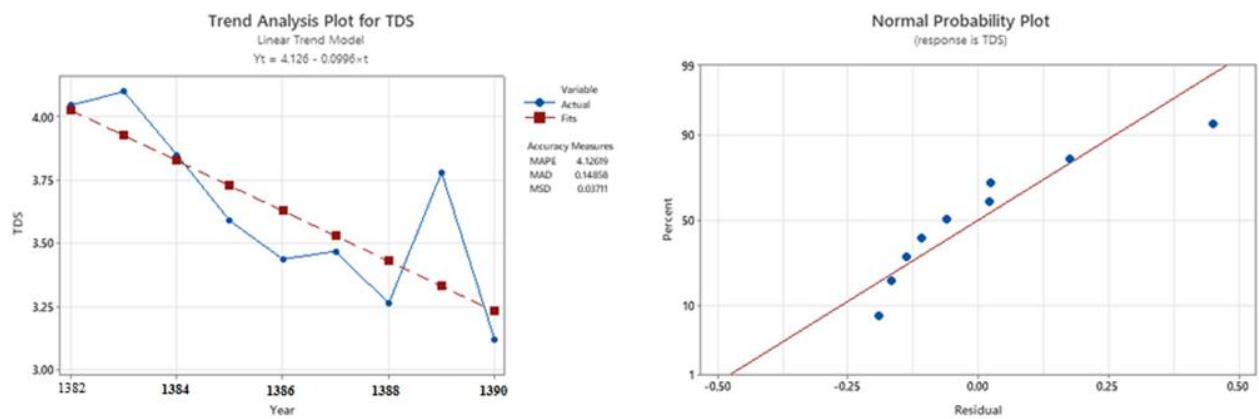 Trend Analysis Plot for TDS
Linear Trend Model
Yt = 4.126 - 0.0996×t
4.00
3.75
3.50
3.25
3.00
TDS
1382
1384
1386
1388
1390
Year
Variable
Actual
Fits
Accuracy Measures
MAPE 4.12619
MAD 0.14858
MSD 0.03711
Normal Probability Plot
(response is TDS)
99
90
50
10
1
Percent
-0.50
-0.25
0.00
0.25
0.50
Residual